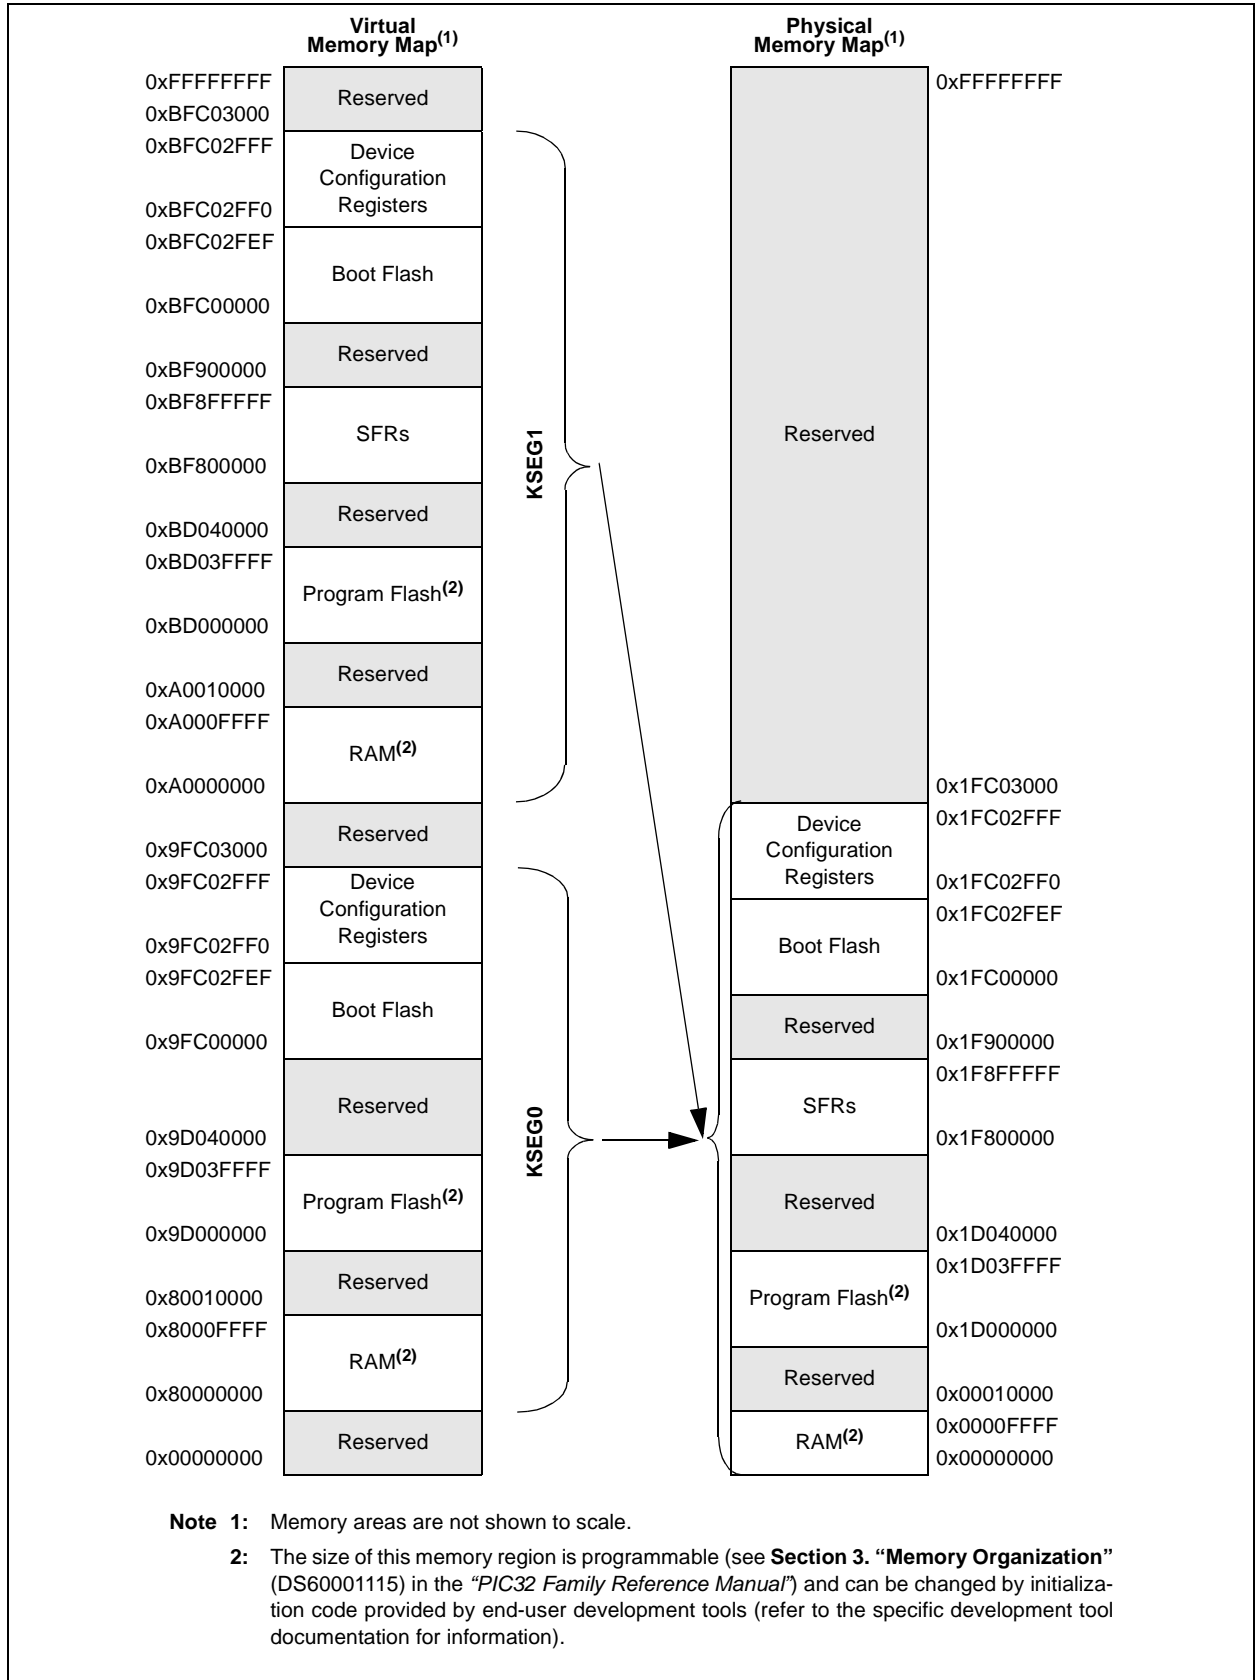 Virtual
Memory Map(1)
0xFFFFFFFF
Reserved
0xBFC03000
0xBFC02FFF
Device
Configuration
Registers
0xBFC02FF0
0xBFC02FEF
Boot Flash
0xBFC00000
Reserved
0xBF900000
0xBF8FFFFF
SFRs
0xBF800000
Reserved
0xBD040000
0xBD03FFFF
Program Flash(2)
0xBD000000
Reserved
0xA0010000
0xA000FFFF
RAM(2)
0xA0000000
Reserved
0x9FC03000
0x9FC02FFF
Device
Configuration
Registers
0x9FC02FF0
0x9FC02FEF
Boot Flash
0x9FC00000
Reserved
0x9D040000
0x9D03FFFF
Program Flash(2)
0x9D000000
Reserved
0x80010000
0x8000FFFF
RAM(2)
0x80000000
Reserved
0x00000000
KSEG1
KSEG0
Physical
Memory Map(1)
0xFFFFFFFF
Reserved
0x1FC03000
0x1FC02FFF
Device
Configuration
Registers
0x1FC02FF0
0x1FC02FEF
Boot Flash
0x1FC00000
Reserved
0x1F900000
0x1F8FFFFF
SFRs
0x1F800000
Reserved
0x1D040000
0x1D03FFFF
Program Flash(2)
0x1D000000
Reserved
0x00010000
0x0000FFFF
RAM(2)
0x00000000
Note 1: Memory areas are not shown to scale.
2: The size of this memory region is programmable (see Section 3. “Memory Organization”
(DS60001115) in the “PIC32 Family Reference Manual”) and can be changed by initializa-
tion code provided by end-user development tools (refer to the specific development tool
documentation for information).